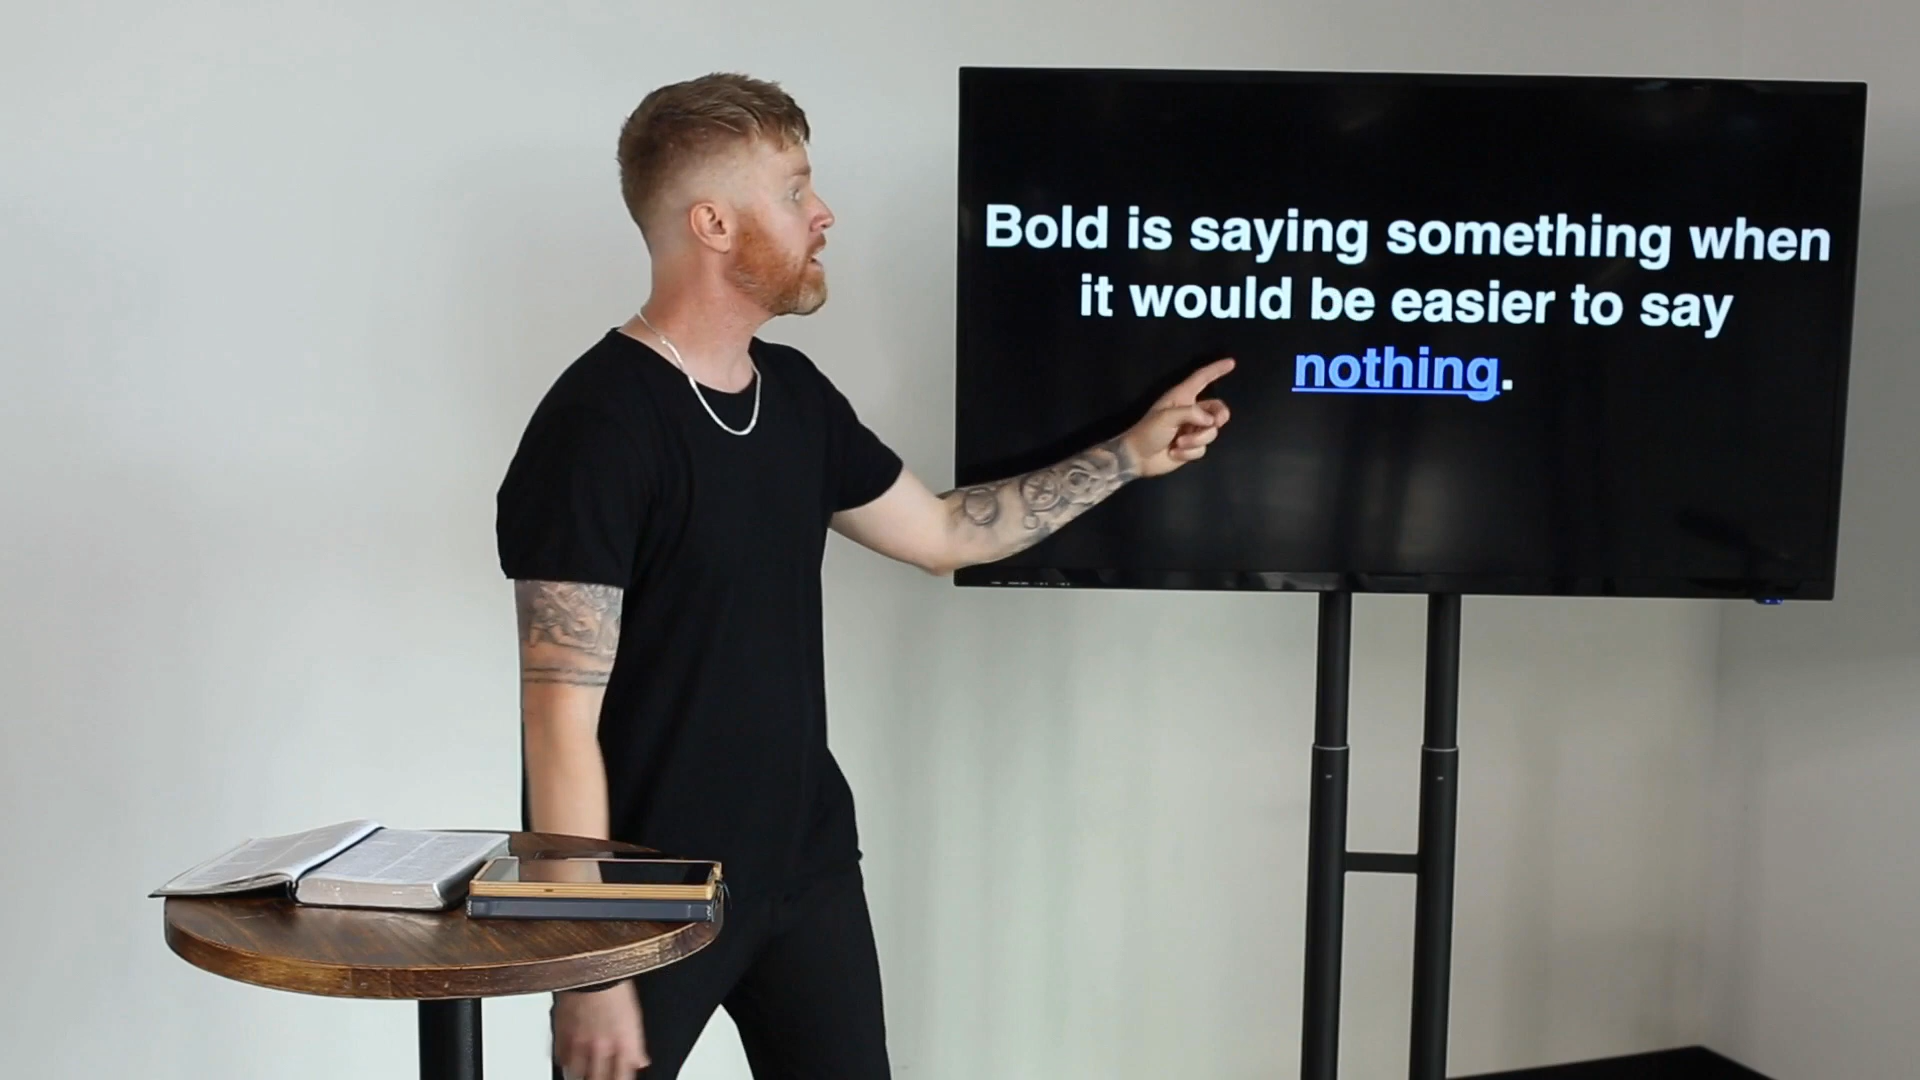 Bold is saying something when
it would be easier to say
nothing.